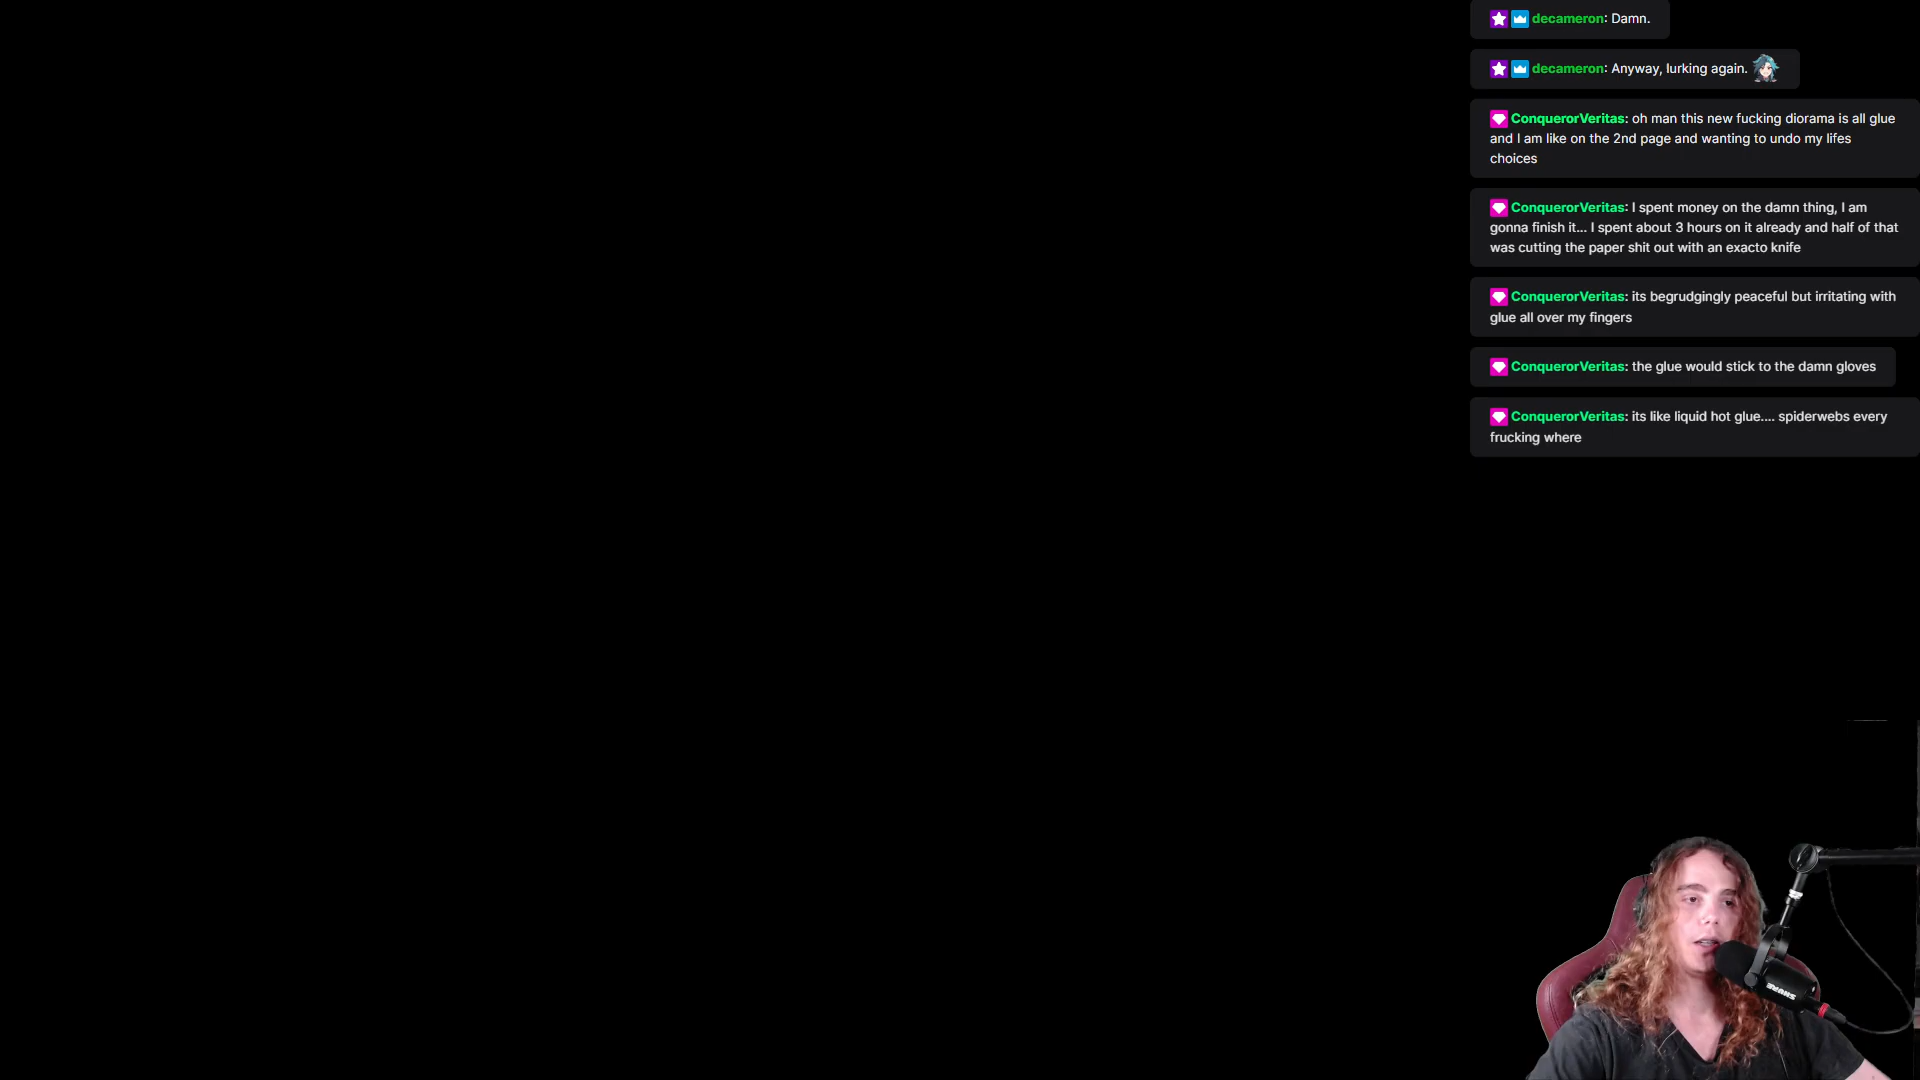 decameron: Damn.
decameron: Anyway, lurking again.
ConquerorVeritas: oh man this new fucking diorama is all glue
and I am like on the 2nd page and wanting to undo my lifes
choices
ConquerorVeritas: I spent money on the damn thing, I am
gonna finish it... I spent about 3 hours on it already and half of that
was cutting the paper shit out with an exacto knife
ConquerorVeritas: its begrudgingly peaceful but irritating with
glue all over my fingers
ConquerorVeritas: the glue would stick to the damn gloves
ConquerorVeritas: its like liquid hot glue.... spiderwebs every
frucking where
SHURE